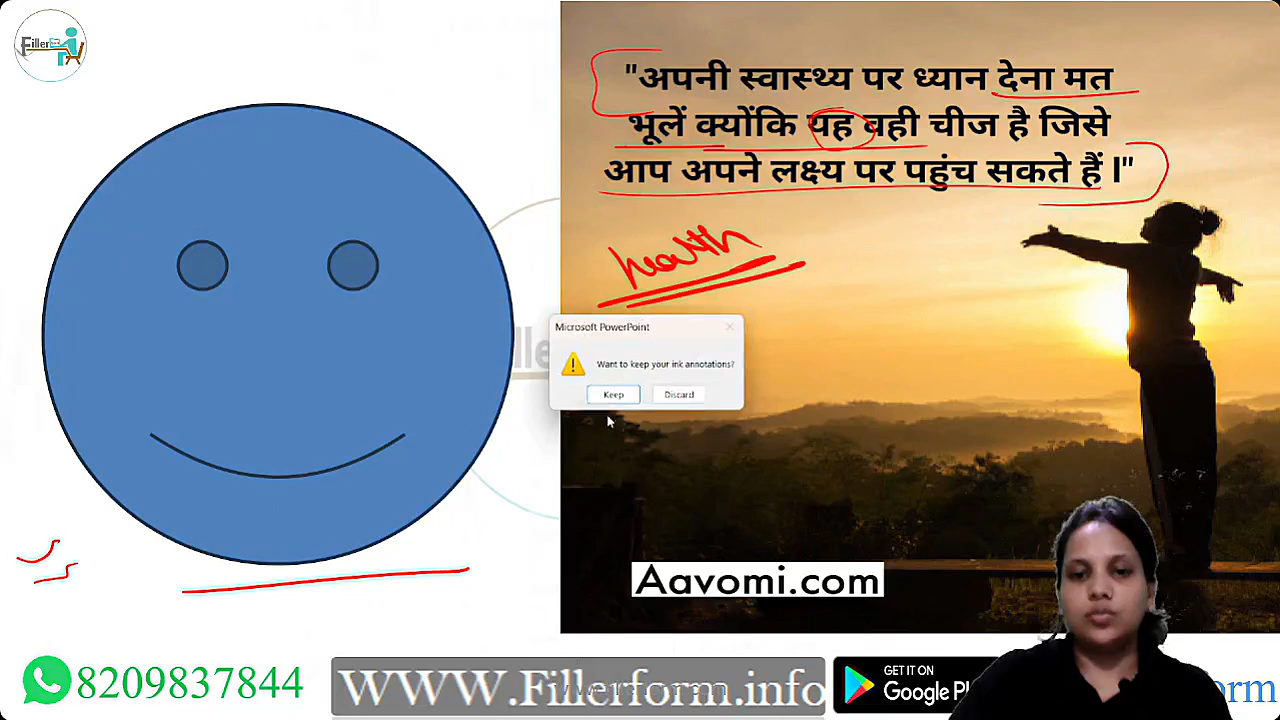 Filler
"अपनी स्वास्थ्य पर ध्यान देना मत
भूलें क्योंकि यह वही चीज है जिसे
आप अपने लक्ष्य पर पहुंच सकते हैं l"
health
Microsoft PowerPoint
Want to keep your ink annotations?
Keep
Discard
Aavomi.com
8209837844
WWW.Fillerform.info
GET IT ON
Google Pl
orm